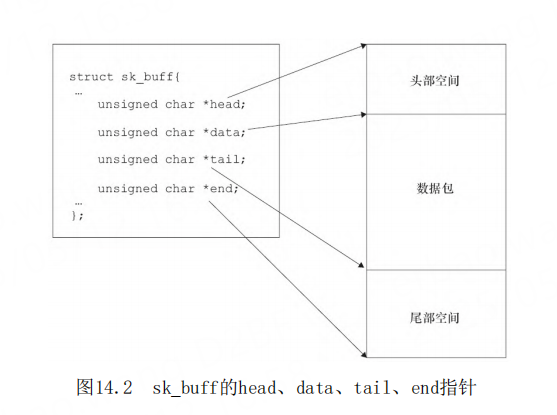 struct sk_buff{
…
unsigned char *head;
unsigned char *data;
unsigned char *tail;
unsigned char *end;
…
};
头部空间
数据包
尾部空间
图14.2 sk_buff的head、data、tail、end指针